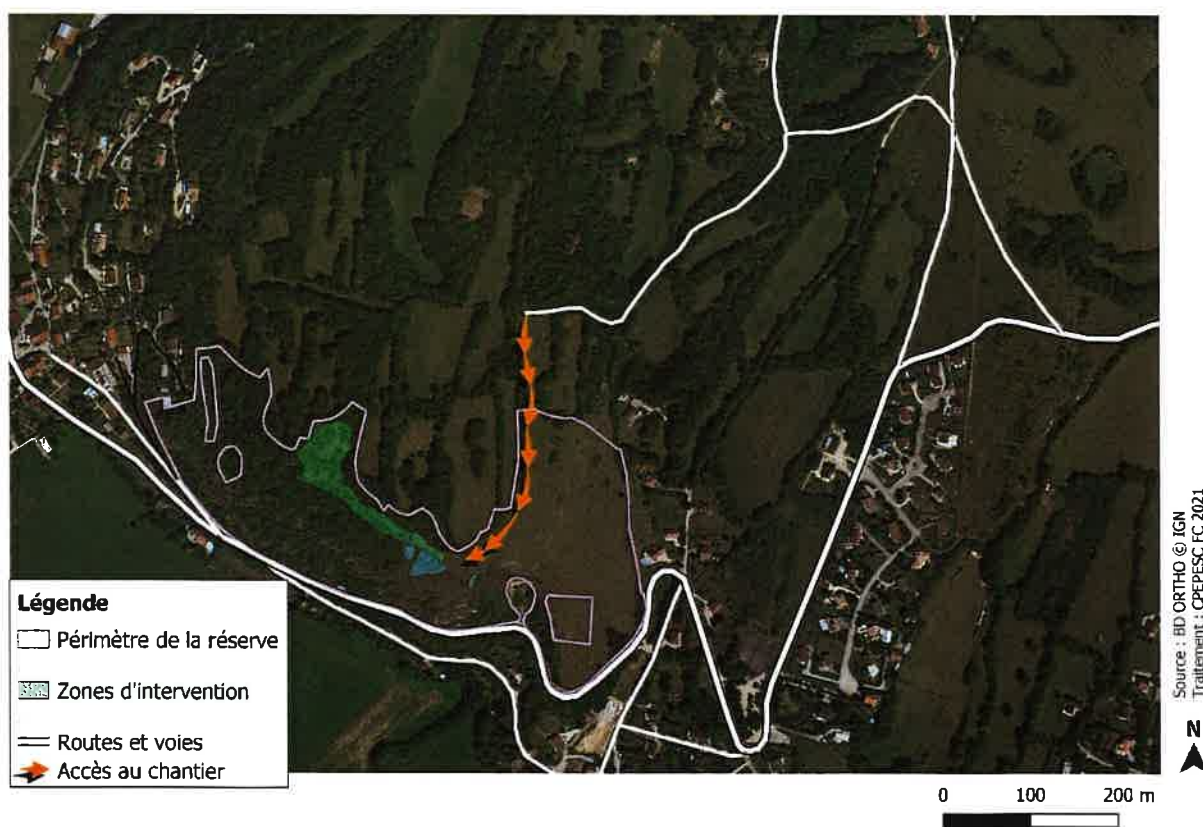 Légende
Périmètre de la réserve
Zones d'intervention
Routes et voies
Accès au chantier
Source : BD ORTHO © IGN
Traitement : CPEPESC FC 2021
N
0 100 200 m